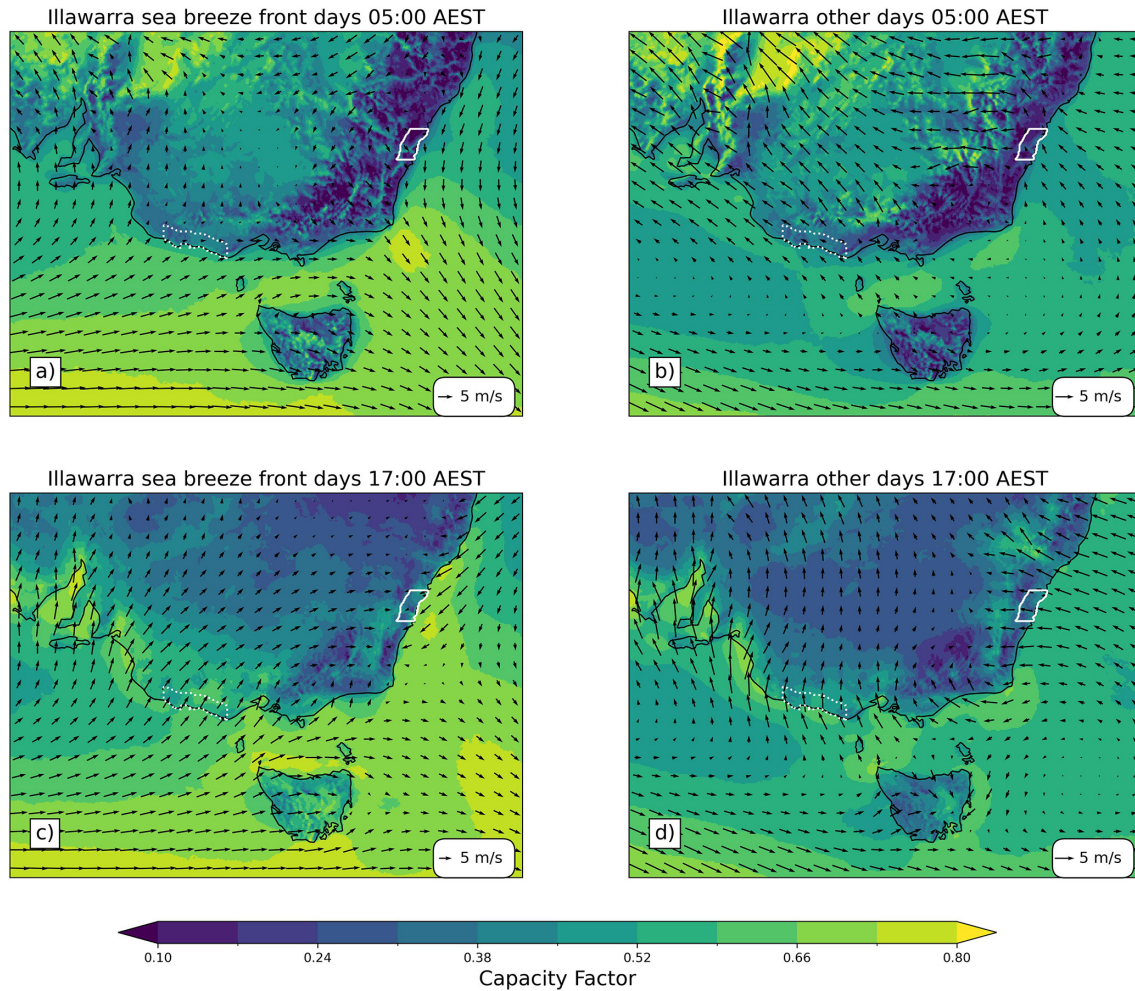 Illawarra sea breeze front days 05:00 AEST
Illawarra other days 05:00 AEST
a)
5 m/s
b)
5 m/s
Illawarra sea breeze front days 17:00 AEST
Illawarra other days 17:00 AEST
c)
5 m/s
d)
5 m/s
0.10 0.24 0.38 0.52 0.66 0.80
Capacity Factor